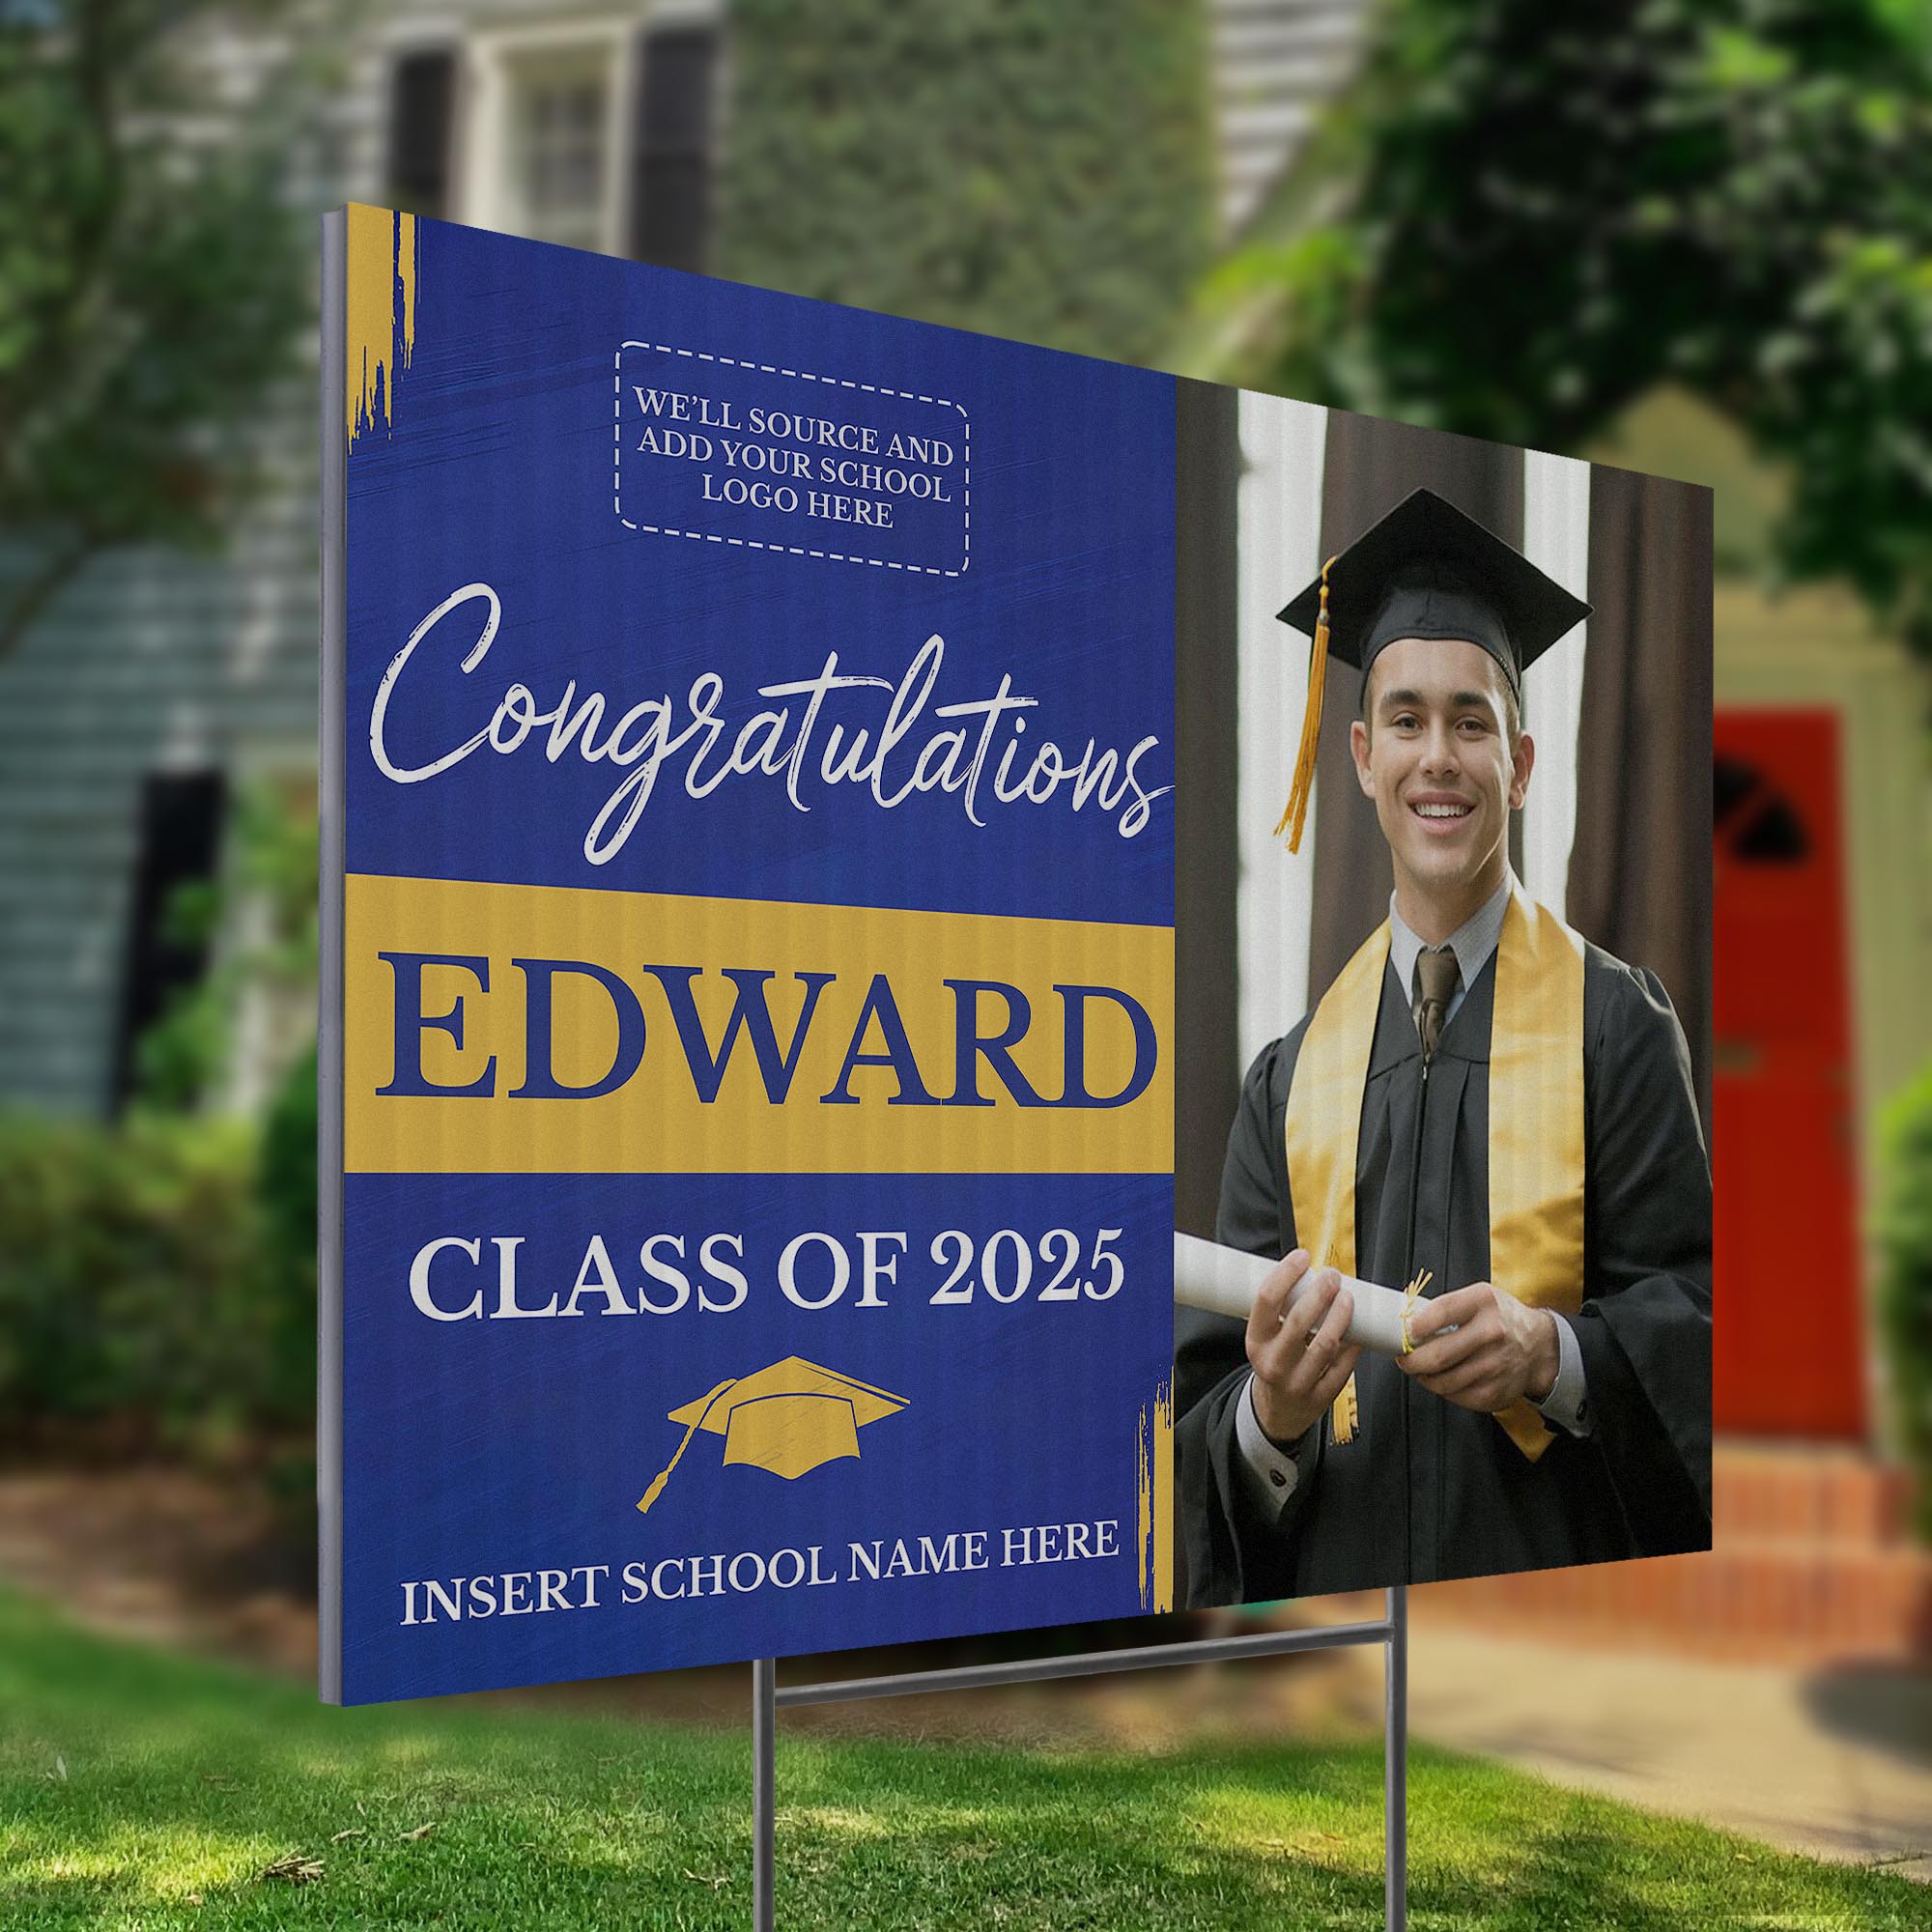 WE'LL SOURCE AND
ADD YOUR SCHOOL
LOGO HERE
Congratulations
EDWARD
CLASS OF 2025
INSERT SCHOOL NAME HERE